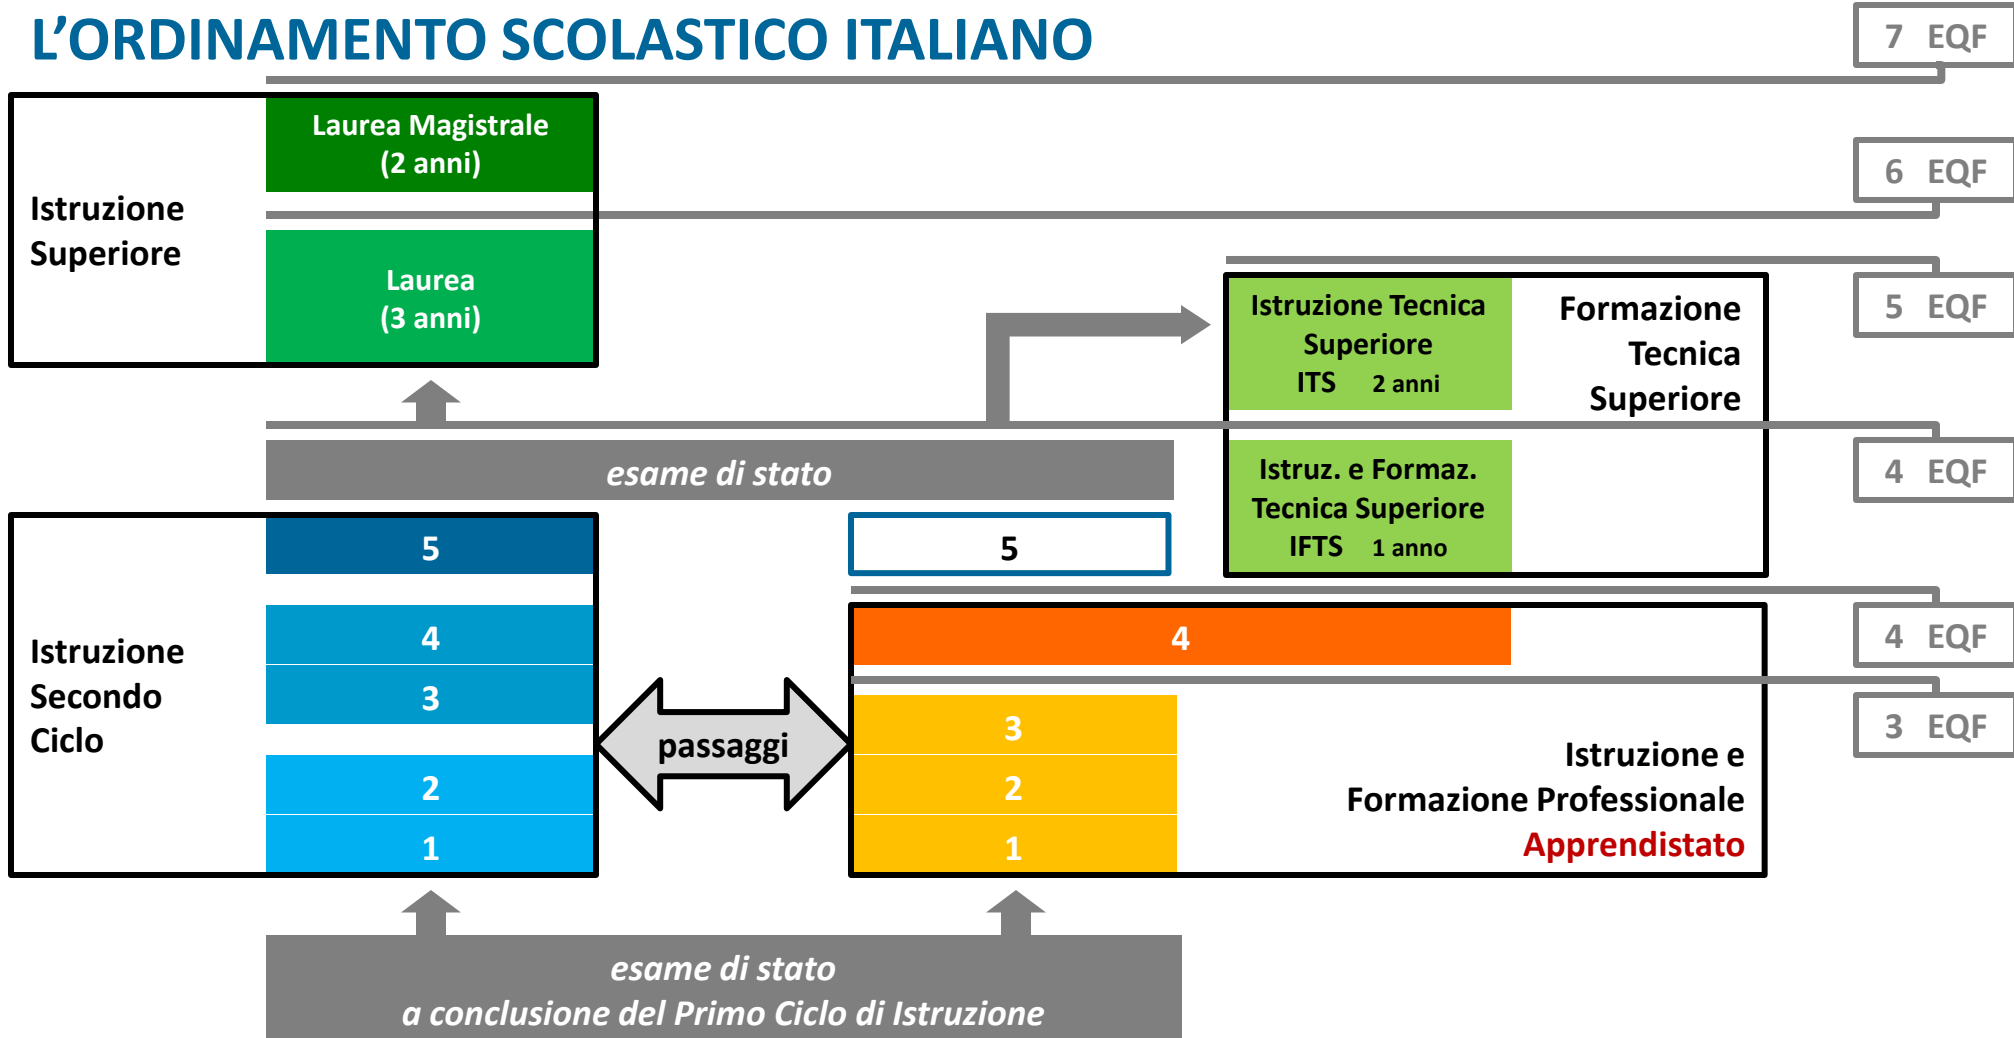 L'ORDINAMENTO SCOLASTICO ITALIANO
7 EQF
Laurea Magistrale
(2 anni)
6 EQF
Istruzione
Superiore
Laurea
(3 anni)
5 EQF
Istruzione Tecnica
Superiore
ITS 2 anni
Formazione
Tecnica
Superiore
esame di stato
4 EQF
Istruz. e Formaz.
Tecnica Superiore
IFTS 1 anno
5
5
Istruzione
Secondo
Ciclo
4
3
2
1
passaggi
4
4 EQF
3
2
1
3 EQF
Istruzione e
Formazione Professionale
Apprendistato
esame di stato
a conclusione del Primo Ciclo di Istruzione